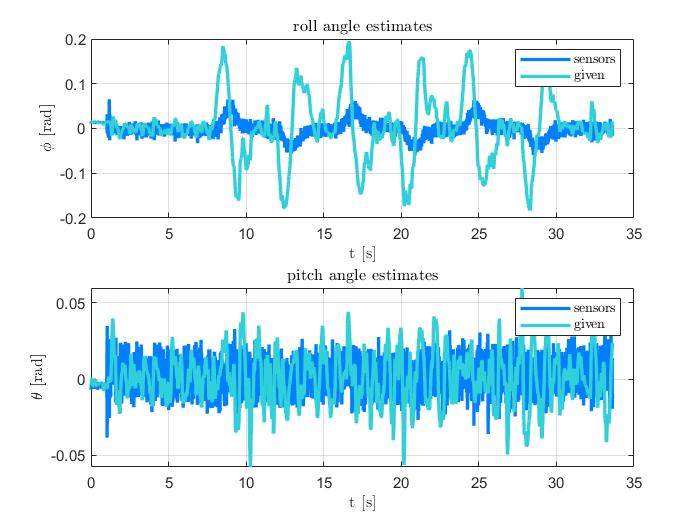 roll angle estimates
0.2
0.1
0
-0.1
-0.2
ϕ [rad]
sensors
given
0 5 10 15 20 25 30 35
t [s]
pitch angle estimates
0.05
0
-0.05
θ [rad]
sensors
given
0 5 10 15 20 25 30 35
t [s]